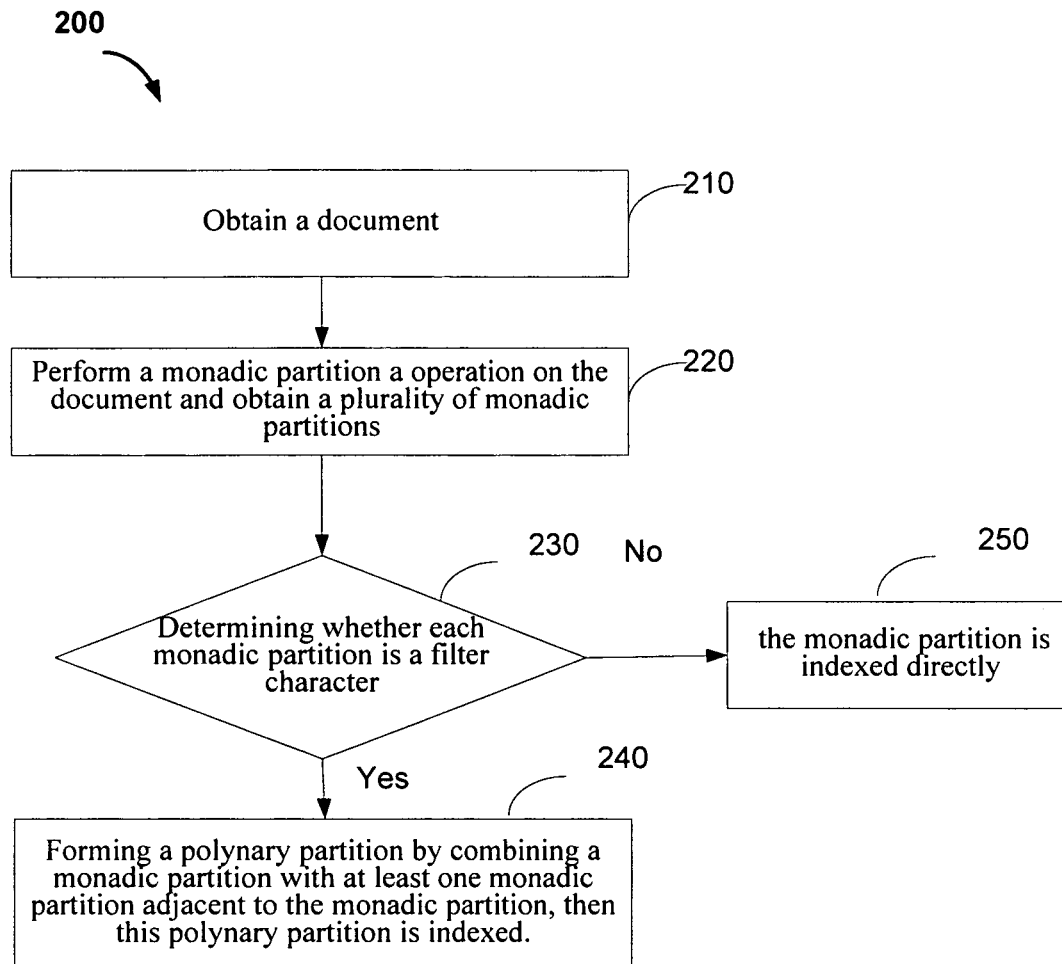 200
210
Obtain a document
220
Perform a monadic partition a operation on the
document and obtain a plurality of monadic
partitions
230
No
250
Determining whether each
monadic partition is a filter
character
the monadic partition is
indexed directly
Yes
240
Forming a polynary partition by combining a
monadic partition with at least one monadic
partition adjacent to the monadic partition, then
this polynary partition is indexed.